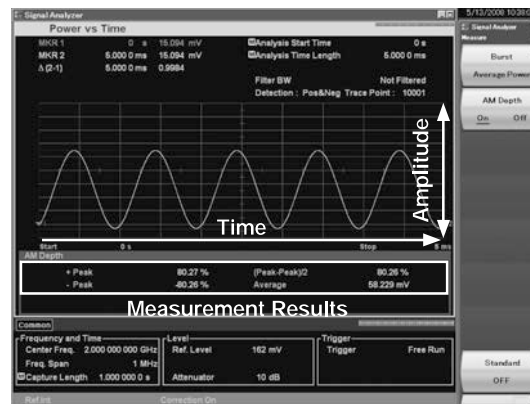 Signal Analyzer
5/13/2008 10:38:0
Power vs Time
Signal Analyzer
Measure
MKR 1 0 s 15.094 mV Analysis Start Time 0 s
MKR 2 5.000 0 ms 15.094 mV Analysis Time Length 5.000 0 ms
Δ (2-1) 5.000 0 ms 0.9984
Filter BW Not Filtered
Detection : Pos&Neg Trace Point : 10001
Burst
Average Power
AM Depth
On Off
Amplitude
Time
Start 0 s Stop 5 ms
AM Depth
+ Peak 80.27 % (Peak-Peak)/2 80.26 %
- Peak -80.26 % Average 58.229 mV
Measurement Results
Common
Frequency and Time Level Trigger
Center Freq. 2.000 000 000 GHz Ref. Level 162 mV Trigger Free Run
Freq. Span 1 MHz
Capture Length 1.000 000 0 s Attenuator 10 dB
Ref.Int Correction On
Standard
OFF